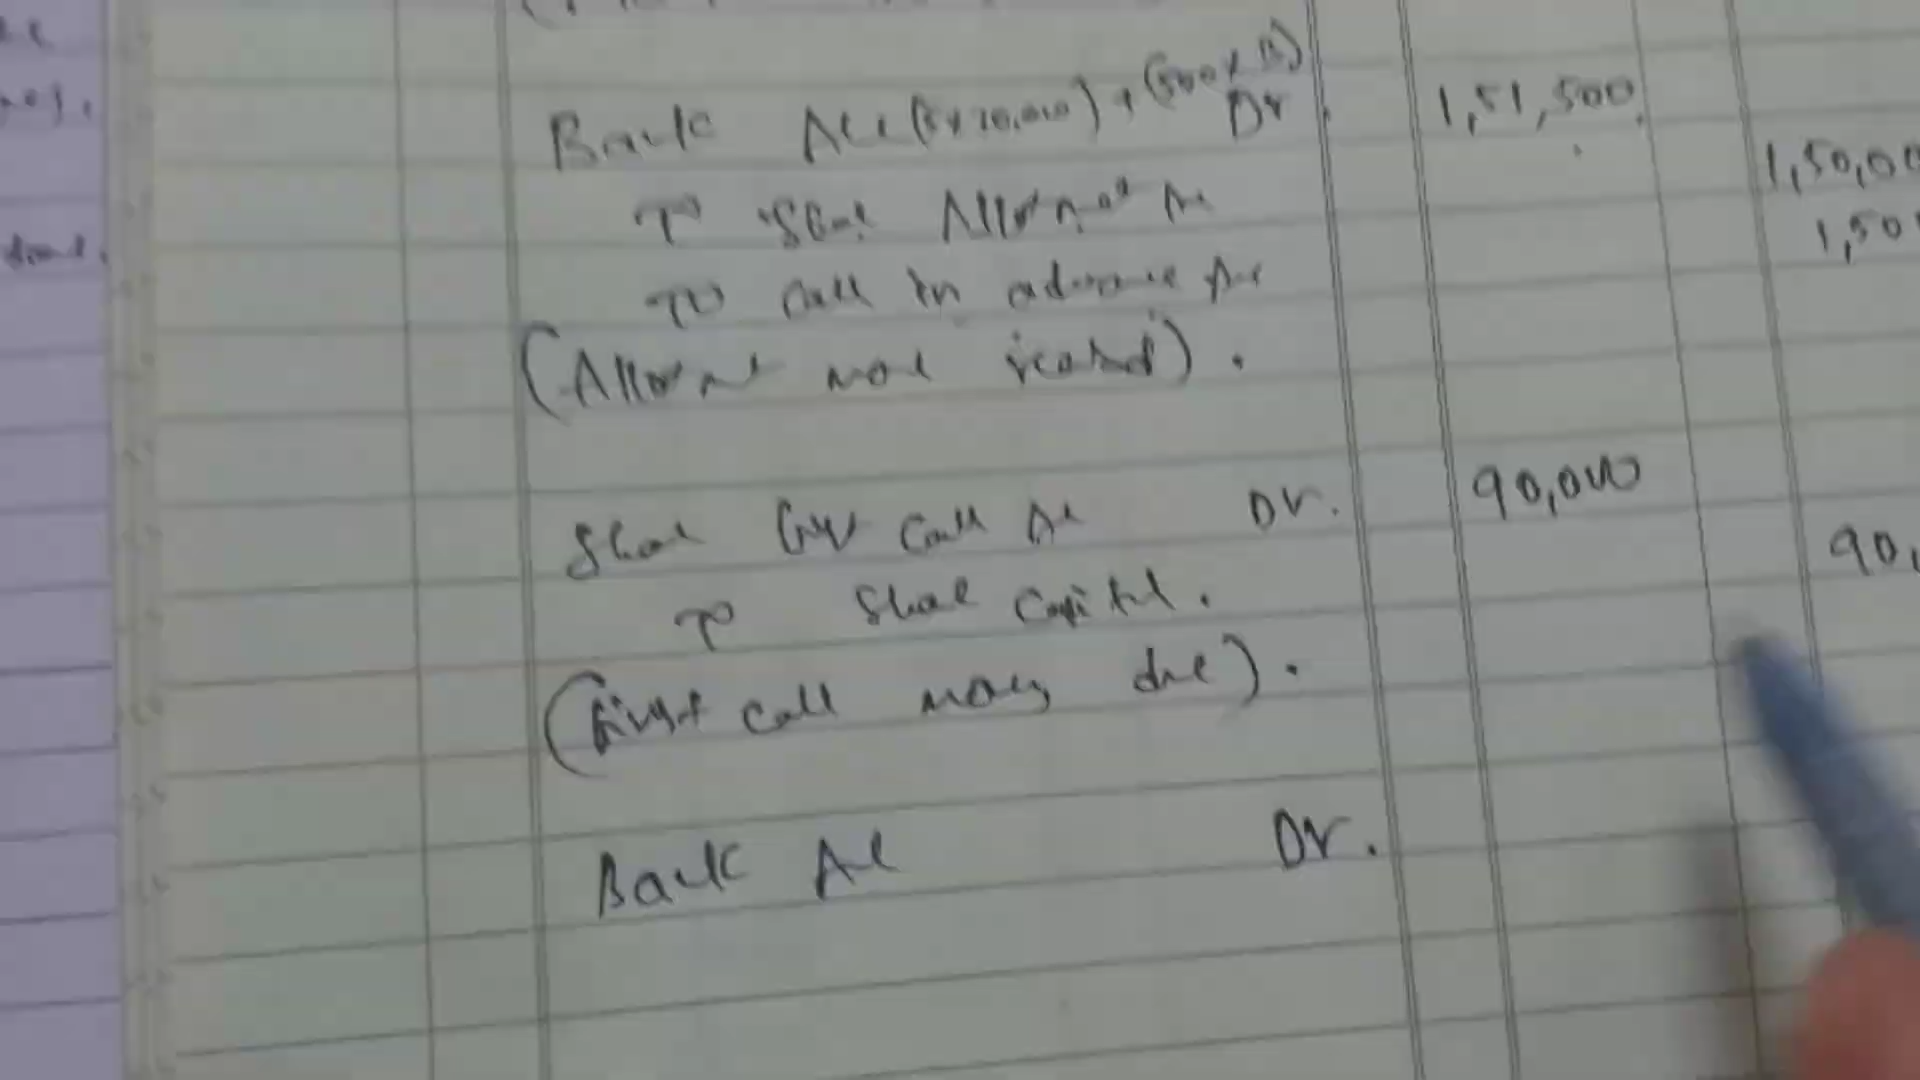 Bank A/c (5×30,000) + (500×3) Dr. 1,51,500
To Share Allotment A/c 1,50,00
To call in advance A/c 1,50
(Allotment money received).
Share first call A/c Dr. 90,000
To Share Capital. 90,
(First call money due).
Bank A/c Dr.